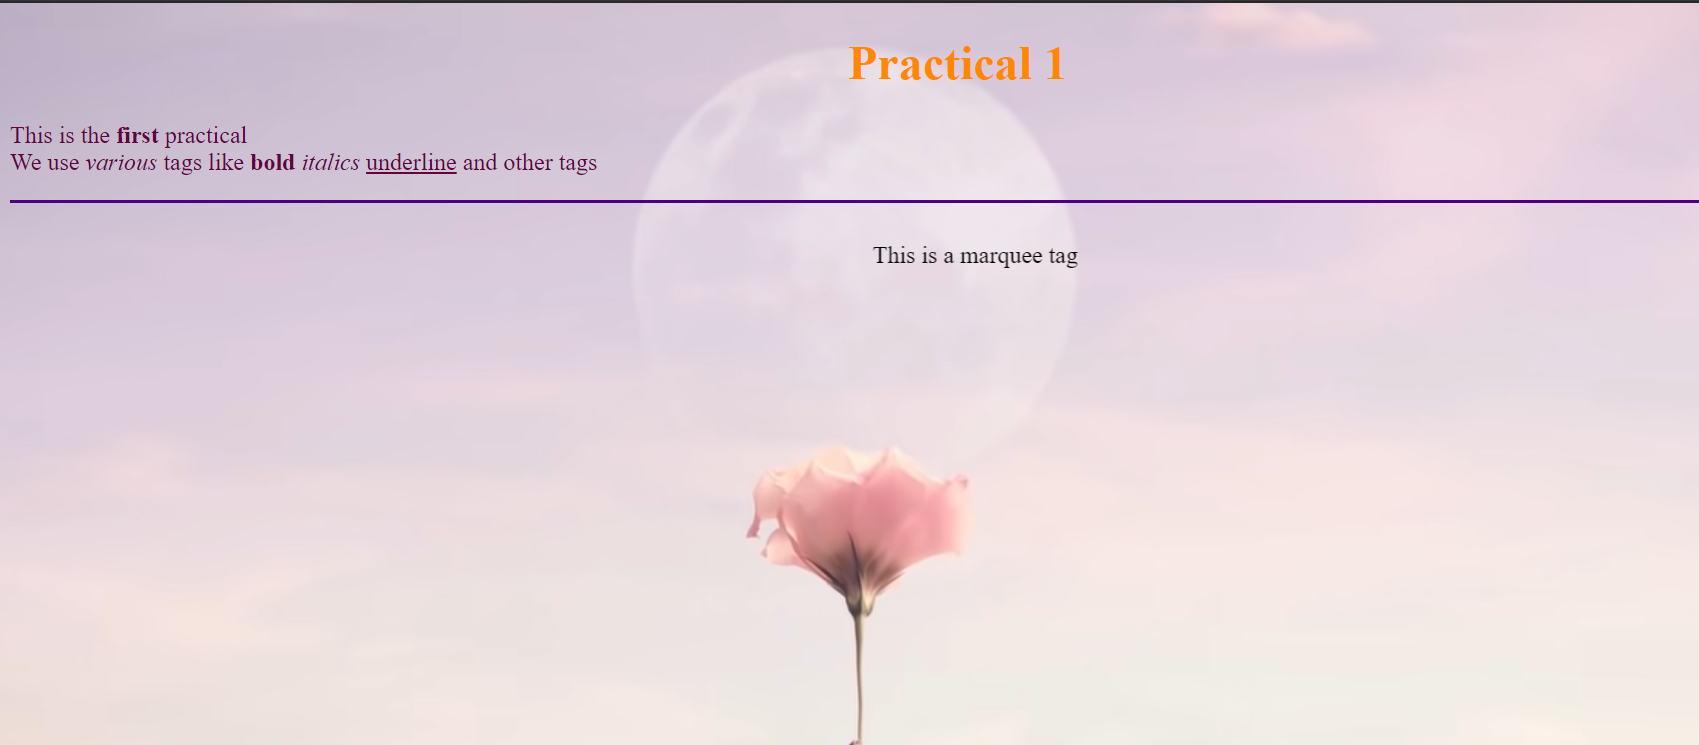 Practical 1
This is the first practical
We use various tags like bold italics underline and other tags
This is a marquee tag